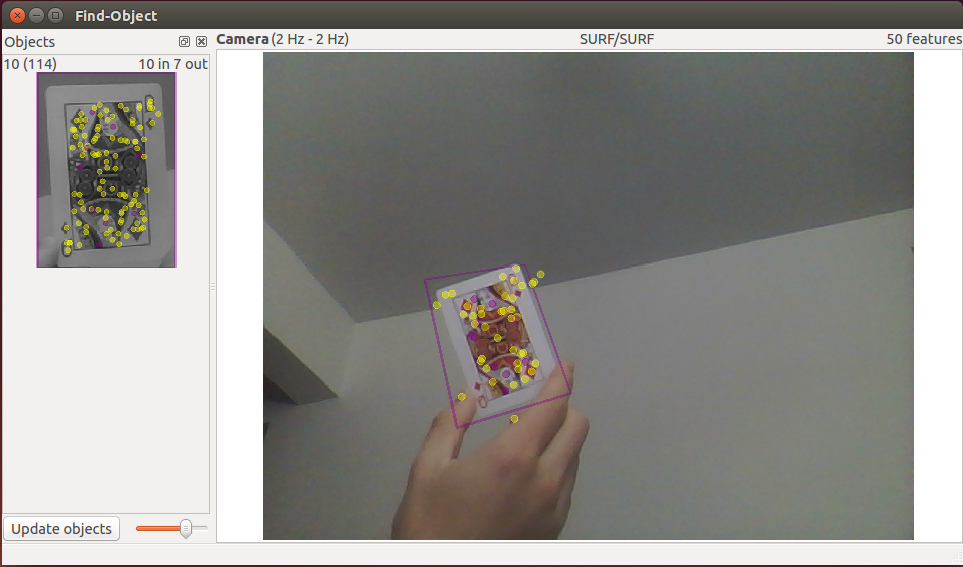 Find-Object
Objects
Camera (2 Hz - 2 Hz) SURF/SURF 50 features
10 (114) 10 in 7 out
Q
Update objects